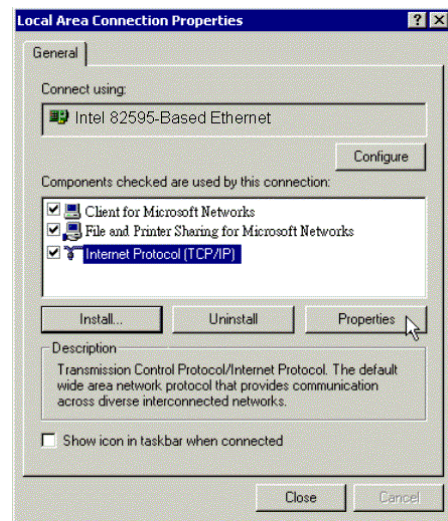 Local Area Connection Properties
General
Connect using:
Intel 82595-Based Ethernet
Configure
Components checked are used by this connection:
Client for Microsoft Networks
File and Printer Sharing for Microsoft Networks
Internet Protocol (TCP/IP)
Install...
Uninstall
Properties
Description
Transmission Control Protocol/Internet Protocol. The default
wide area network protocol that provides communication
across diverse interconnected networks.
Show icon in taskbar when connected
Close
Cancel